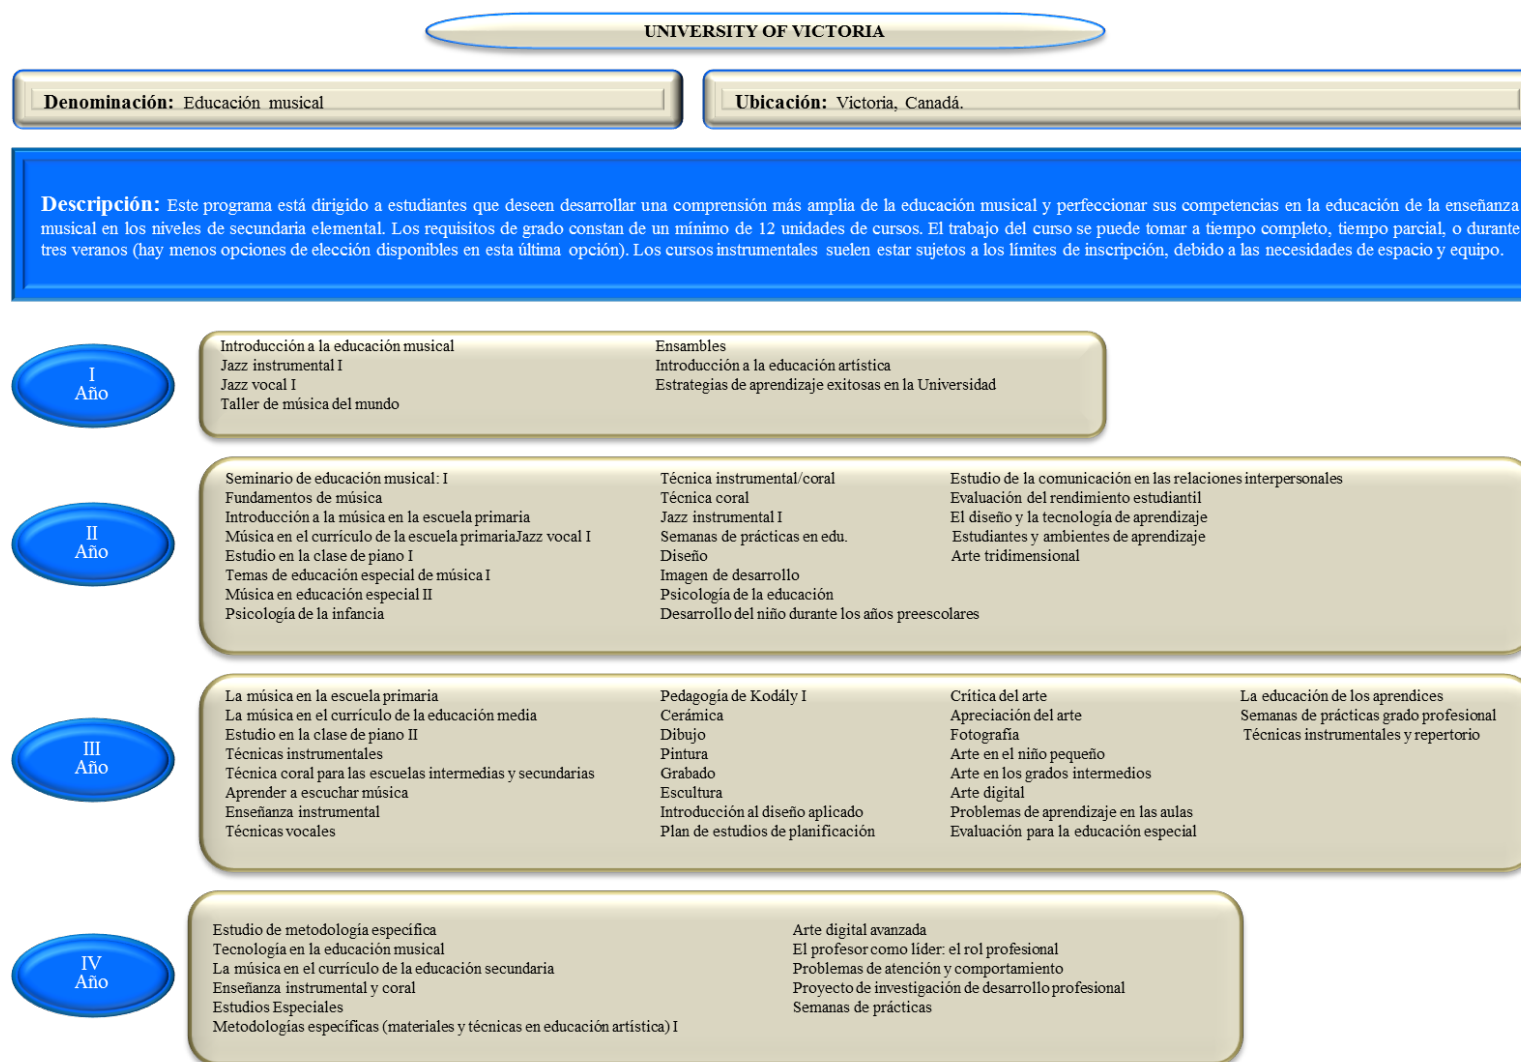 UNIVERSITY OF VICTORIA
Denominación: Educación musical
Ubicación: Victoria, Canadá.
Descripción: Este programa está dirigido a estudiantes que deseen desarrollar una comprensión más amplia de la educación musical y perfeccionar sus competencias en la educación de la enseñanza
musical en los niveles de secundaria elemental. Los requisitos de grado constan de un mínimo de 12 unidades de cursos. El trabajo del curso se puede tomar a tiempo completo, tiempo parcial, o durante
tres veranos (hay menos opciones de elección disponibles en esta última opción). Los cursos instrumentales suelen estar sujetos a los límites de inscripción, debido a las necesidades de espacio y equipo.
I
Año
Introducción a la educación musical
Jazz instrumental I
Jazz vocal I
Taller de música del mundo
Ensambles
Introducción a la educación artística
Estrategias de aprendizaje exitosas en la Universidad
II
Año
Seminario de educación musical: I
Fundamentos de música
Introducción a la música en la escuela primaria
Música en el currículo de la escuela primariaJazz vocal I
Estudio en la clase de piano I
Temas de educación especial de música I
Música en educación especial II
Psicología de la infancia
Técnica instrumental/coral
Técnica coral
Jazz instrumental I
Semanas de prácticas en edu.
Diseño
Imagen de desarrollo
Psicología de la educación
Desarrollo del niño durante los años preescolares
Estudio de la comunicación en las relaciones interpersonales
Evaluación del rendimiento estudiantil
El diseño y la tecnología de aprendizaje
Estudiantes y ambientes de aprendizaje
Arte tridimensional
III
Año
La música en la escuela primaria
La música en el currículo de la educación media
Estudio en la clase de piano II
Técnicas instrumentales
Técnica coral para las escuelas intermedias y secundarias
Aprender a escuchar música
Enseñanza instrumental
Técnicas vocales
Pedagogía de Kodály I
Cerámica
Dibujo
Pintura
Grabado
Escultura
Introducción al diseño aplicado
Plan de estudios de planificación
Crítica del arte
Apreciación del arte
Fotografía
Arte en el niño pequeño
Arte en los grados intermedios
Arte digital
Problemas de aprendizaje en las aulas
Evaluación para la educación especial
La educación de los aprendices
Semanas de prácticas grado profesional
Técnicas instrumentales y repertorio
IV
Año
Estudio de metodología específica
Tecnología en la educación musical
La música en el currículo de la educación secundaria
Enseñanza instrumental y coral
Estudios Especiales
Metodologías específicas (materiales y técnicas en educación artística) I
Arte digital avanzada
El profesor como líder: el rol profesional
Problemas de atención y comportamiento
Proyecto de investigación de desarrollo profesional
Semanas de prácticas